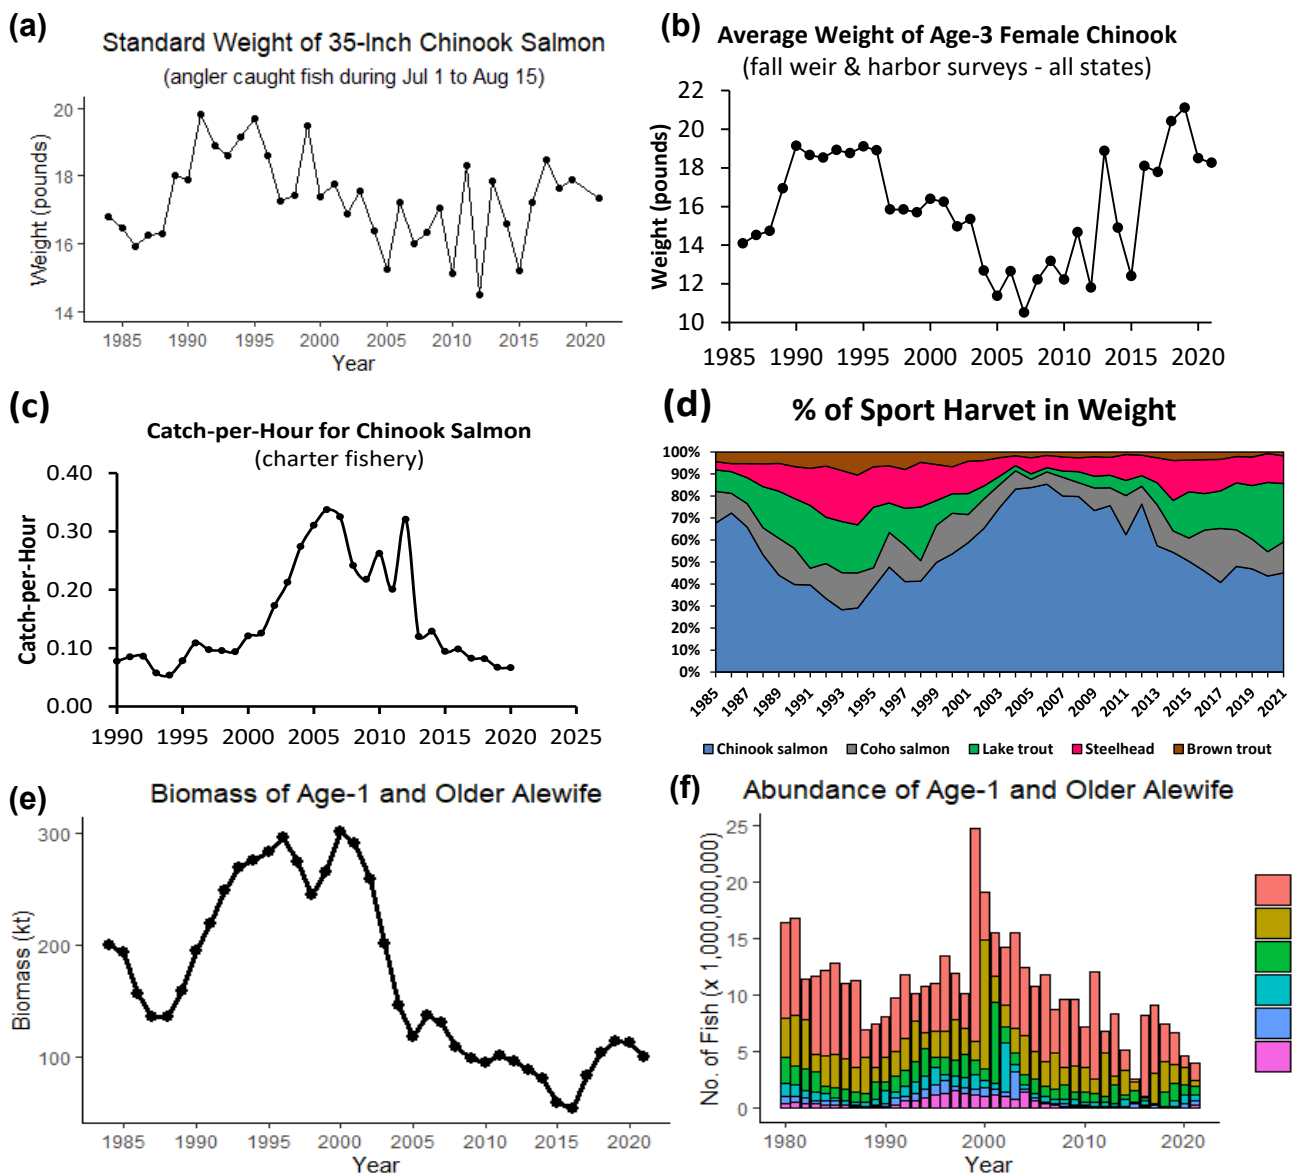 (a)
Standard Weight of 35-Inch Chinook Salmon
(angler caught fish during Jul 1 to Aug 15)
Weight (pounds)
20
18
16
14
1985 1990 1995 2000 2005 2010 2015 2020
Year
(b)
Average Weight of Age-3 Female Chinook
(fall weir & harbor surveys - all states)
Weight (pounds)
22
20
18
16
14
12
10
1985 1990 1995 2000 2005 2010 2015 2020
(c)
Catch-per-Hour for Chinook Salmon
(charter fishery)
Catch-per-Hour
0.40
0.30
0.20
0.10
0.00
1990 1995 2000 2005 2010 2015 2020 2025
(d)
% of Sport Harvet in Weight
100%
90%
80%
70%
60%
50%
40%
30%
20%
10%
0%
1985 1987 1989 1991 1993 1995 1997 1999 2001 2003 2005 2007 2009 2011 2013 2015 2017 2019 2021
Chinook salmon Coho salmon Lake trout Steelhead Brown trout
(e)
Biomass of Age-1 and Older Alewife
Biomass (kt)
300
200
100
1985 1990 1995 2000 2005 2010 2015 2020
Year
(f)
Abundance of Age-1 and Older Alewife
No. of Fish (x 1,000,000,000)
25
20
15
10
5
0
1980 1990 2000 2010 2020
Year